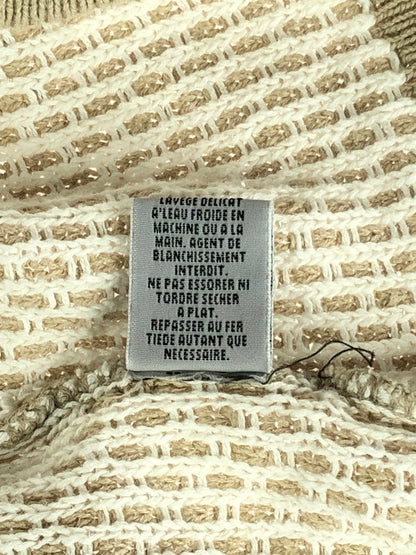 LAVEGE DELICAT
A'LEAU FROIDE EN
MACHINE OU A LA
MAIN. AGENT DE
BLANCHISSEMENT
INTERDIT.
NE PAS ESSORER NI
TORDRE SECHER
A PLAT.
REPASSER AU FER
TIEDE AUTANT QUE
NECESSAIRE.